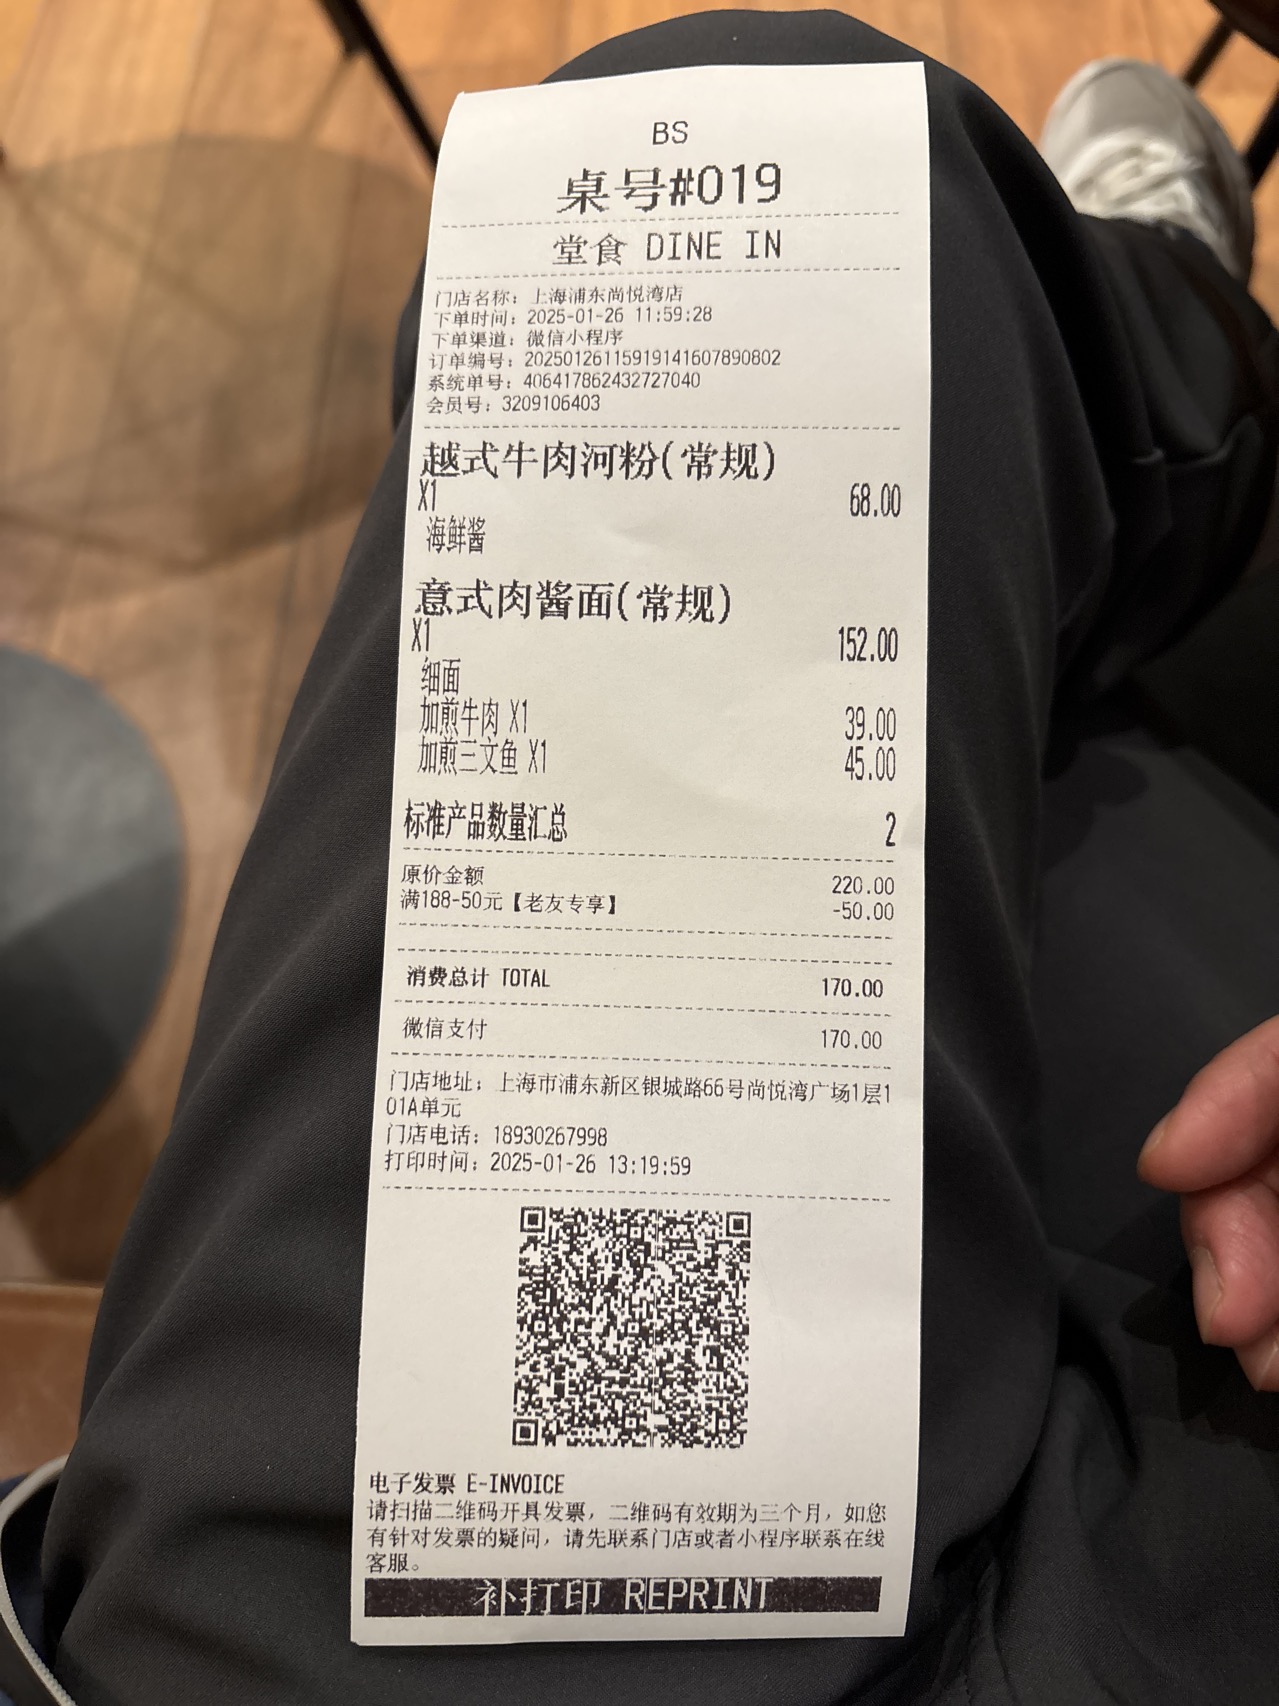 BS
桌号#019
堂食 DINE IN
门店名称：上海浦东尚悦湾店
下单时间：2025-01-26 11:59:28
下单渠道：微信小程序
订单编号：20250126115919141607890802
系统单号：406417862432727040
会员号：3209106403
越式牛肉河粉(常规)
X1 68.00
海鲜酱
意式肉酱面(常规)
X1 152.00
细面
加煎牛肉 X1 39.00
加煎三文鱼 X1 45.00
标准产品数量汇总 2
原价金额 220.00
满188-50元【老友专享】 -50.00
消费总计 TOTAL 170.00
微信支付 170.00
门店地址：上海市浦东新区银城路66号尚悦湾广场1层1
01A单元
门店电话：18930267998
打印时间：2025-01-26 13:19:59
电子发票 E-INVOICE
请扫描二维码开具发票，二维码有效期为三个月，如您
有针对发票的疑问，请先联系门店或者小程序联系在线
客服。
补打印 REPRINT